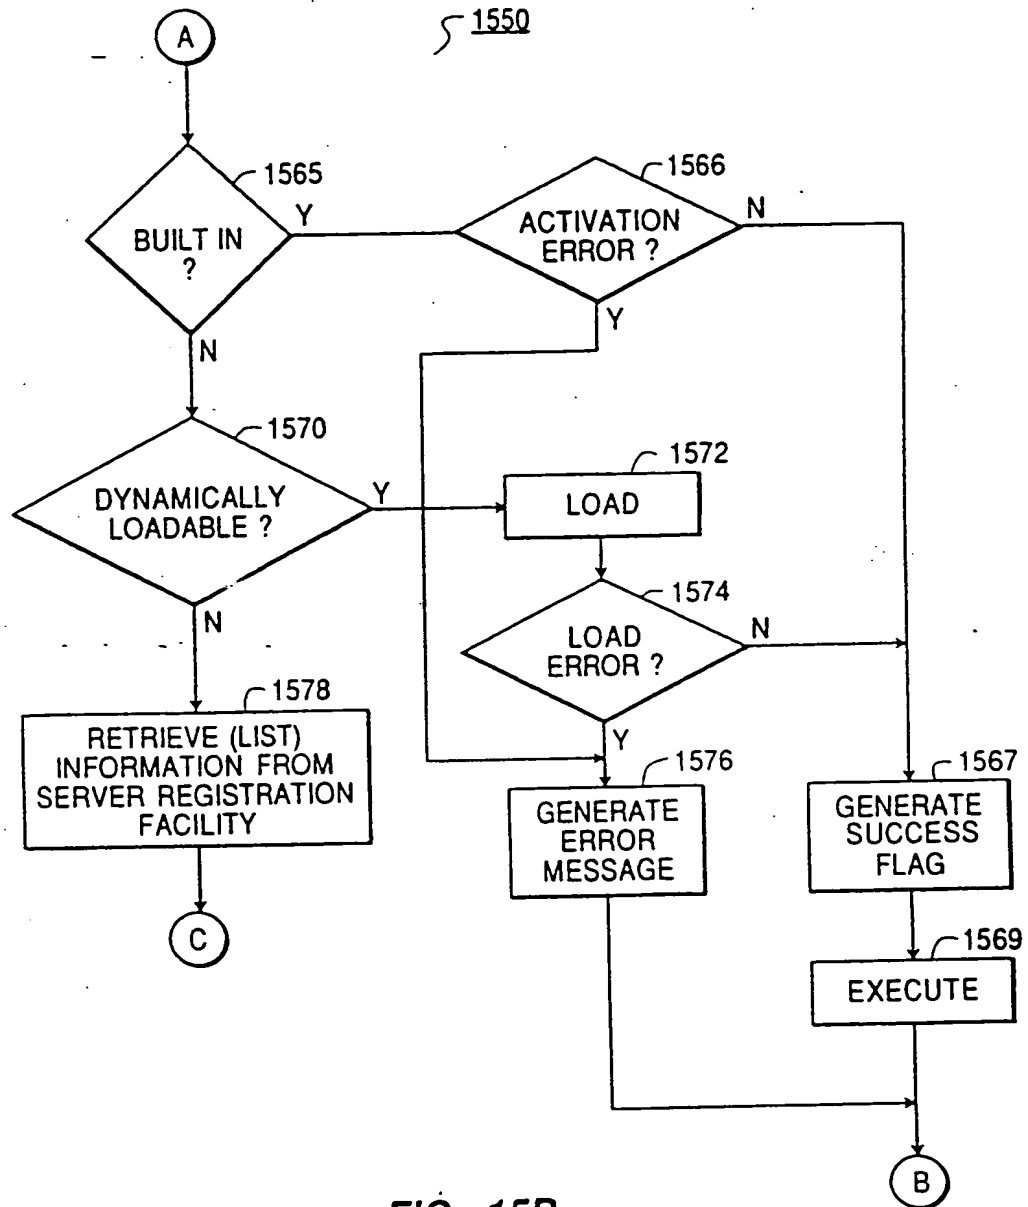 1550
A
1565
BUILT IN
?
Y
N
1566
ACTIVATION
ERROR ?
N
Y
1570
DYNAMICALLY
LOADABLE ?
Y
N
1572
LOAD
1574
LOAD
ERROR ?
N
Y
1578
RETRIEVE (LIST)
INFORMATION FROM
SERVER REGISTRATION
FACILITY
1576
GENERATE
ERROR
MESSAGE
1567
GENERATE
SUCCESS
FLAG
C
1569
EXECUTE
B